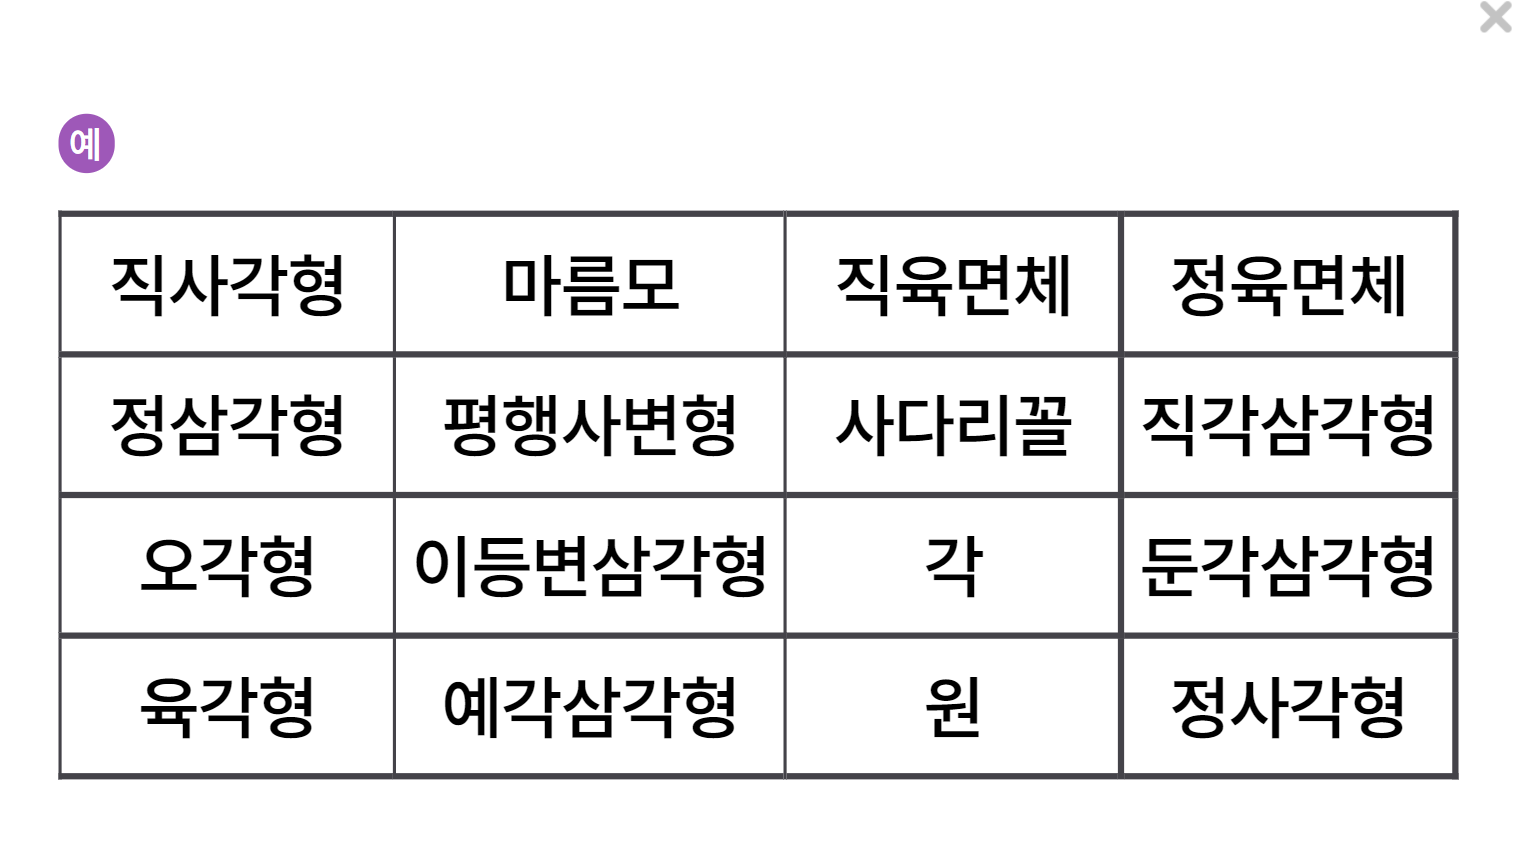 예
직사각형 마름모 직육면체 정육면체
정삼각형 평행사변형 사다리꼴 직각삼각형
오각형 이등변삼각형 각 둔각삼각형
육각형 예각삼각형 원 정사각형